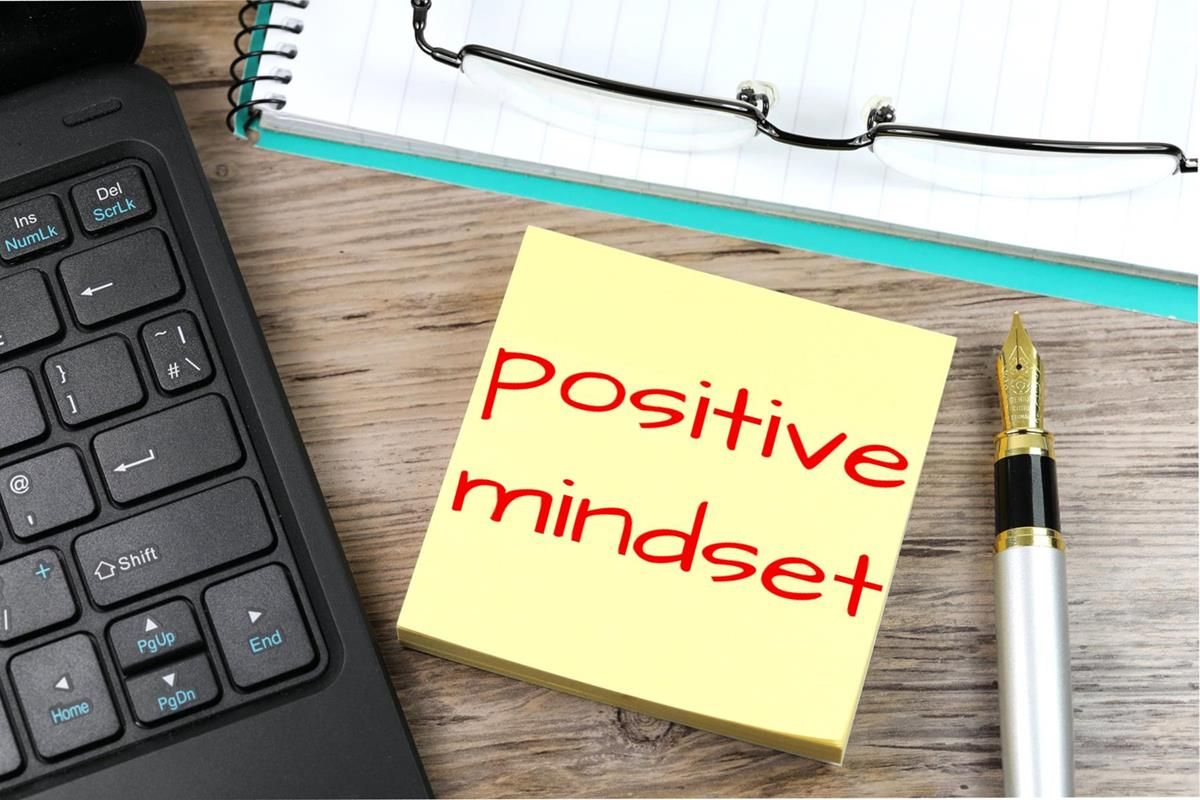 Ins
NumLk
Del
ScrLk
←
~ |
# \
}
]
@
'
Shift
+
/
PgUp
End
Home
PgDn
positive
mindset